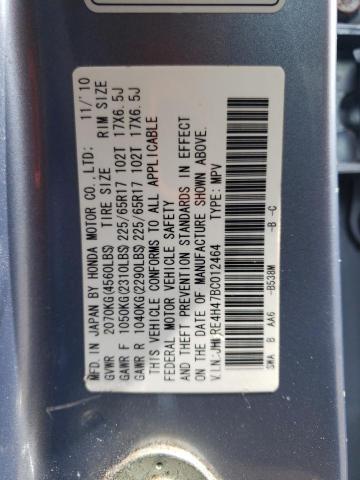 MFD. IN JAPAN BY HONDA MOTOR CO.,LTD: 11/'10
GVWR 2070KG(4560LBS) TIRE SIZE RIM SIZE
GAWR F 1050KG(2310LBS) 225/65R17 102T 17X6.5J
GAWR R 1040KG(2290LBS) 225/65R17 102T 17X6.5J
THIS VEHICLE CONFORMS TO ALL APPLICABLE
FEDERAL MOTOR VEHICLE SAFETY
AND THEFT PREVENTION STANDARDS IN EFFECT
ON THE DATE OF MANUFACTURE SHOWN ABOVE.
V.I.N:JHLRE4H47BC012464 TYPE: MPV
SWA B AA6 -B538M -B -C